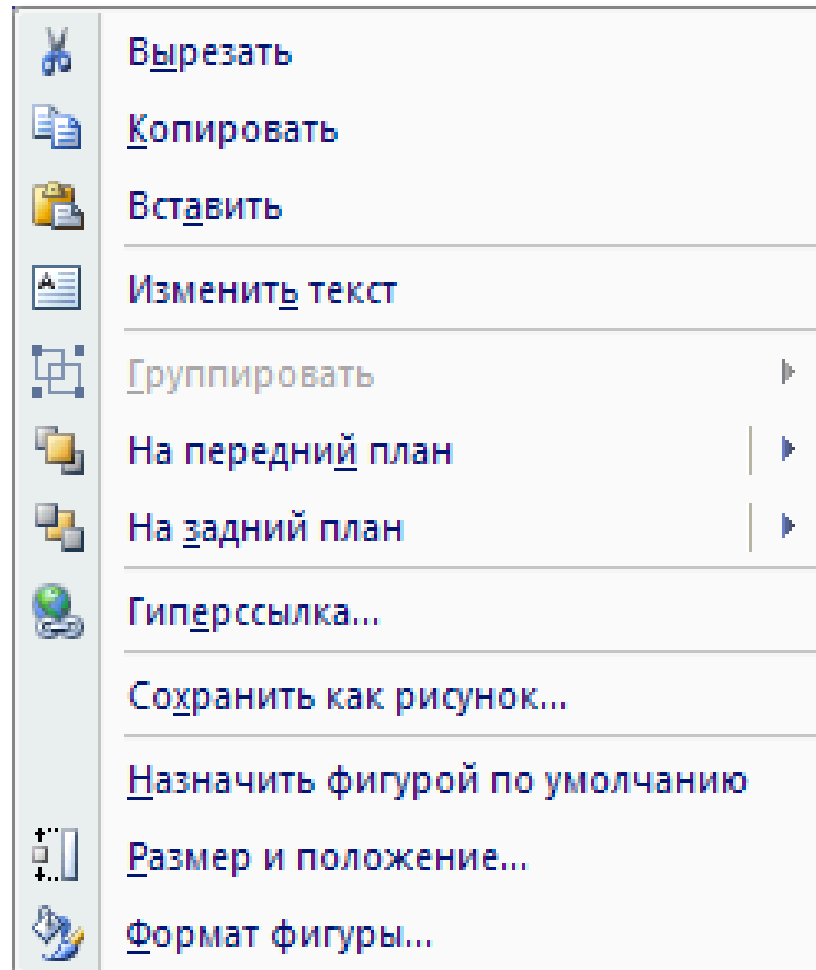 Вырезать
Копировать
Вставить
Изменить текст
Группировать
На передний план
На задний план
Гиперссылка...
Сохранить как рисунок...
Назначить фигурой по умолчанию
Размер и положение...
Формат фигуры...